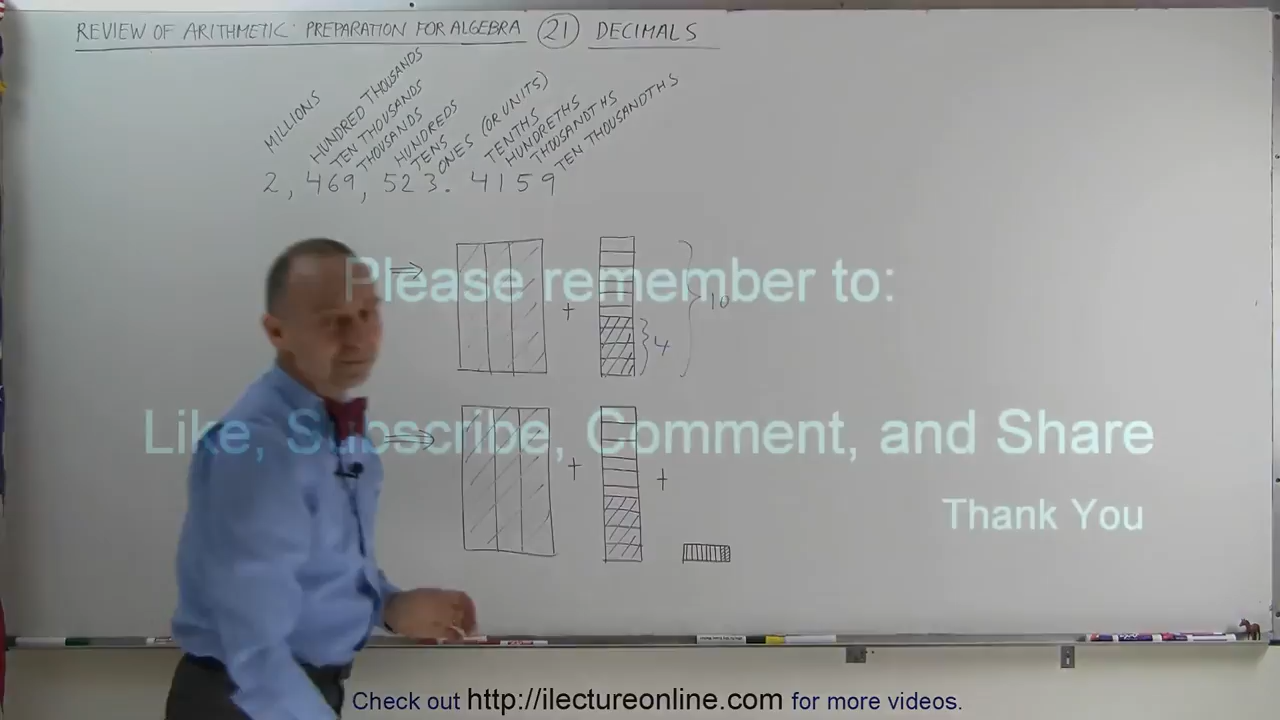 REVIEW OF ARITHMETIC: PREPARATION FOR ALGEBRA (21) DECIMALS
MILLIONS
HUNDRED THOUSANDS
TEN THOUSANDS
THOUSANDS
HUNDREDS
TENS
ONES (OR UNITS)
TENTHS
HUNDRETHS
THOUSANDTHS
TEN THOUSANDTHS
2, 469, 523. 4159
⇒ + } 10
} 4
Please remember to:
⇒ + +
Like, Subscribe, Comment, and Share
Thank You
Check out http://ilectureonline.com for more videos.